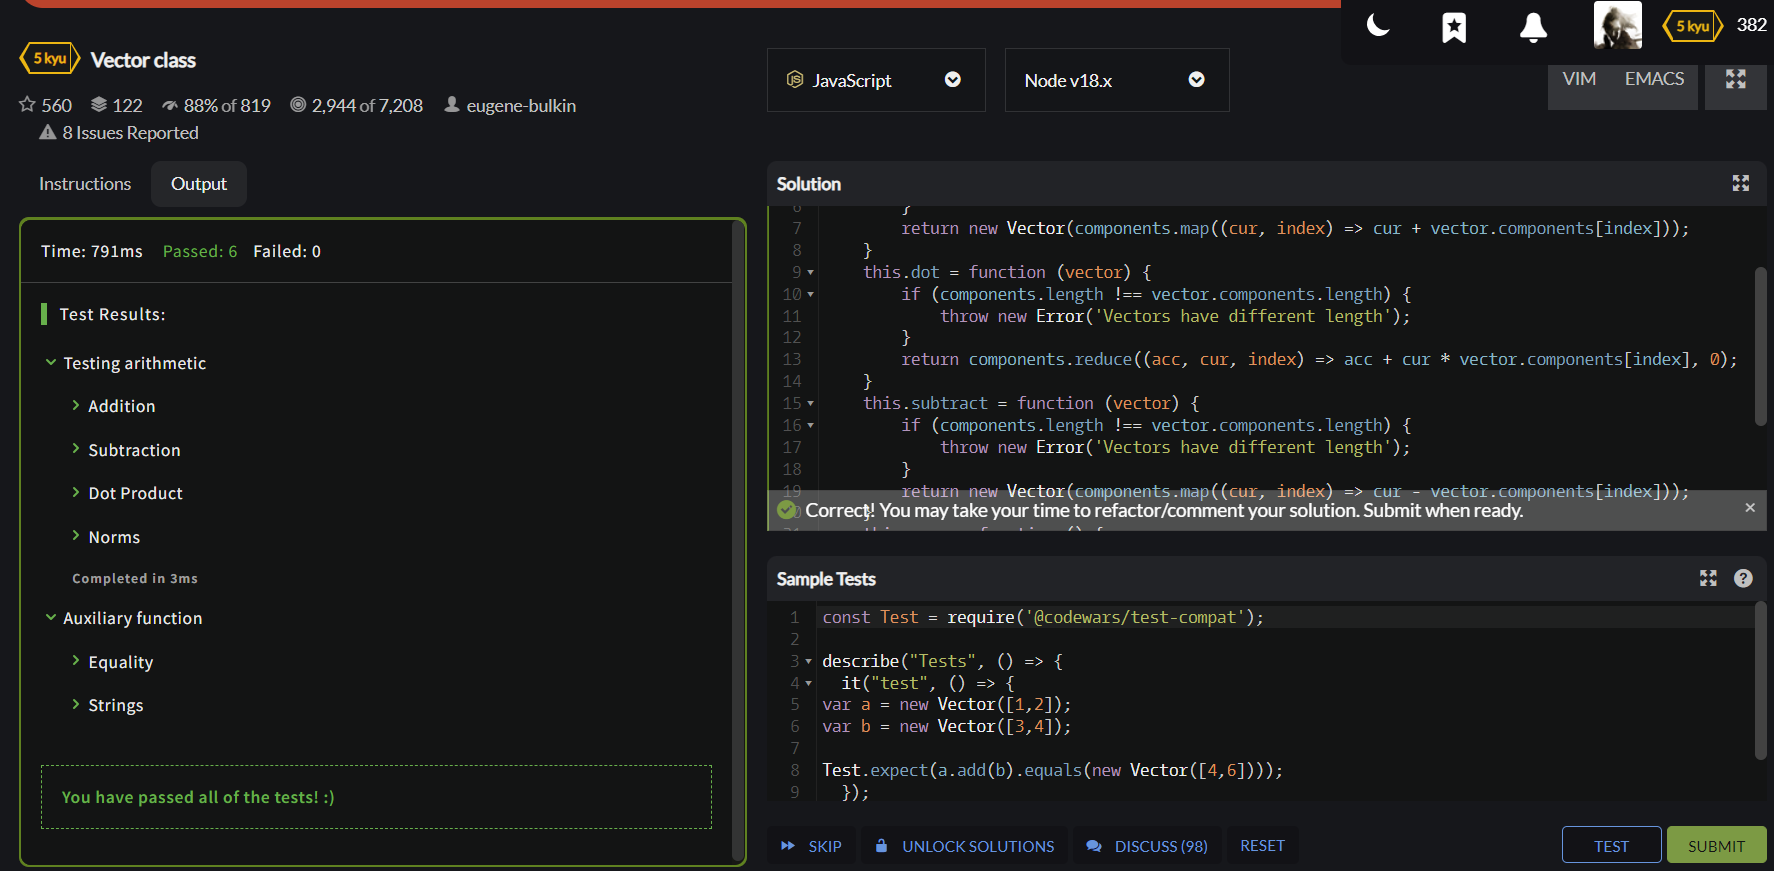 5 kyu Vector class
560 122 88% of 819 2,944 of 7,208 eugene-bulkin
8 Issues Reported
Instructions Output
Time: 791ms Passed: 6 Failed: 0
Test Results:
Testing arithmetic
Addition
Subtraction
Dot Product
Norms
Completed in 3ms
Auxiliary function
Equality
Strings
You have passed all of the tests! :)
JavaScript
Node v18.x
5 kyu 382
VIM EMACS
Solution
6 }
7 return new Vector(components.map((cur, index) => cur + vector.components[index]));
8 }
9 this.dot = function (vector) {
10 if (components.length !== vector.components.length) {
11 throw new Error('Vectors have different length');
12 }
13 return components.reduce((acc, cur, index) => acc + cur * vector.components[index], 0);
14 }
15 this.subtract = function (vector) {
16 if (components.length !== vector.components.length) {
17 throw new Error('Vectors have different length');
18 }
19 return new Vector(components.map((cur, index) => cur - vector.components[index]));
Correct! You may take your time to refactor/comment your solution. Submit when ready.
Sample Tests
1 const Test = require('@codewars/test-compat');
2
3 describe("Tests", () => {
4 it("test", () => {
5 var a = new Vector([1,2]);
6 var b = new Vector([3,4]);
7
8 Test.expect(a.add(b).equals(new Vector([4,6])));
9 });
SKIP UNLOCK SOLUTIONS DISCUSS (98) RESET TEST SUBMIT